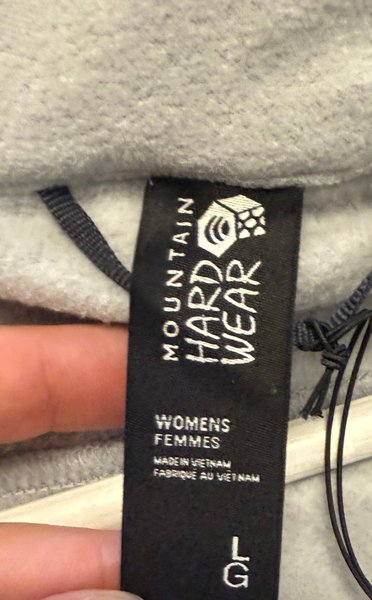 MOUNTAIN
HARD
WEAR
WOMENS
FEMMES
MADE IN VIETNAM
FABRIQUÉ AU VIETNAM
L
G